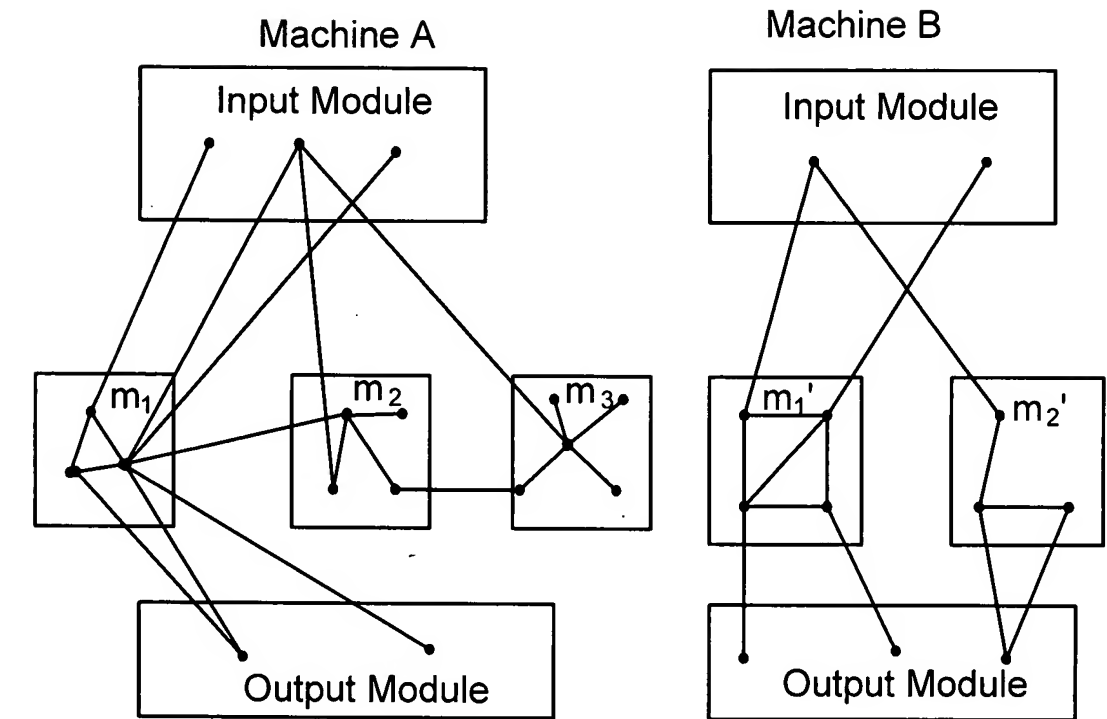 Machine A
Input Module
m₁
m₂
m₃
Output Module
Machine B
Input Module
m₁'
m₂'
Output Module